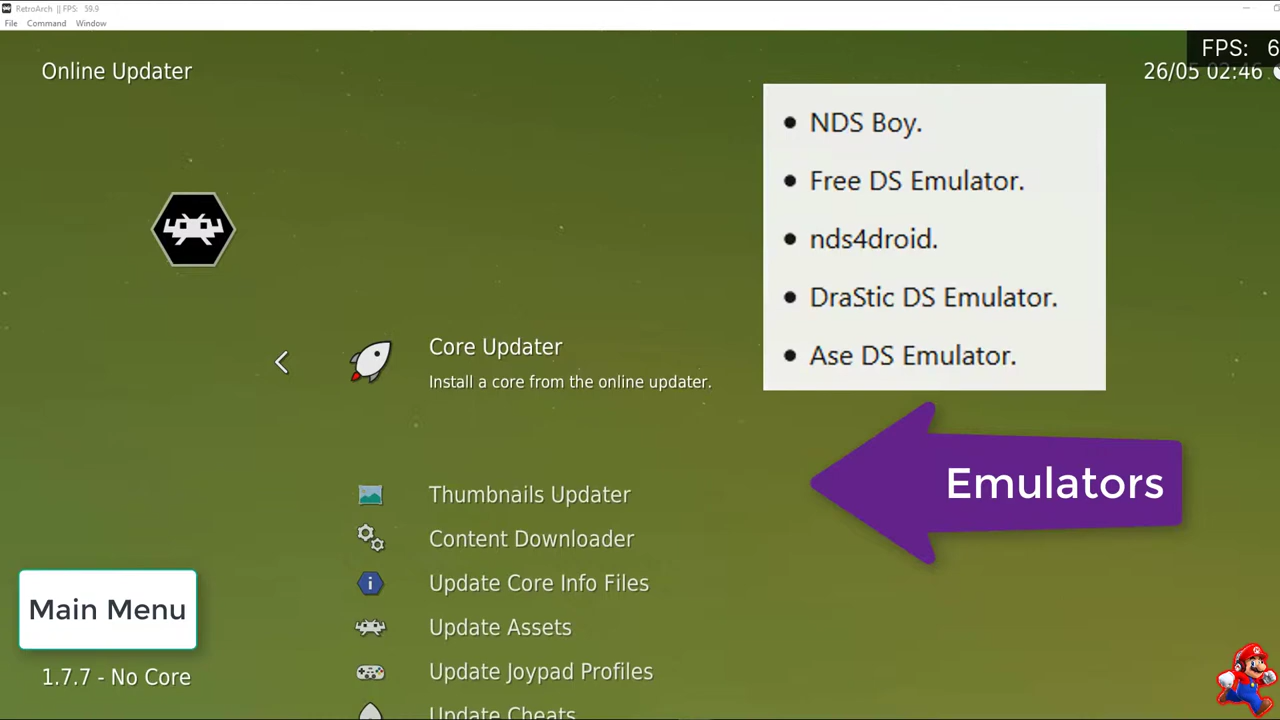 RetroArch || FPS: 59.9
File Command Window
FPS: 6
Online Updater
26/05 02:46
• NDS Boy.
• Free DS Emulator.
• nds4droid.
• DraStic DS Emulator.
• Ase DS Emulator.
Core Updater
Install a core from the online updater.
Emulators
Thumbnails Updater
Content Downloader
Update Core Info Files
Update Assets
Update Joypad Profiles
Update Cheats
Main Menu
1.7.7 - No Core